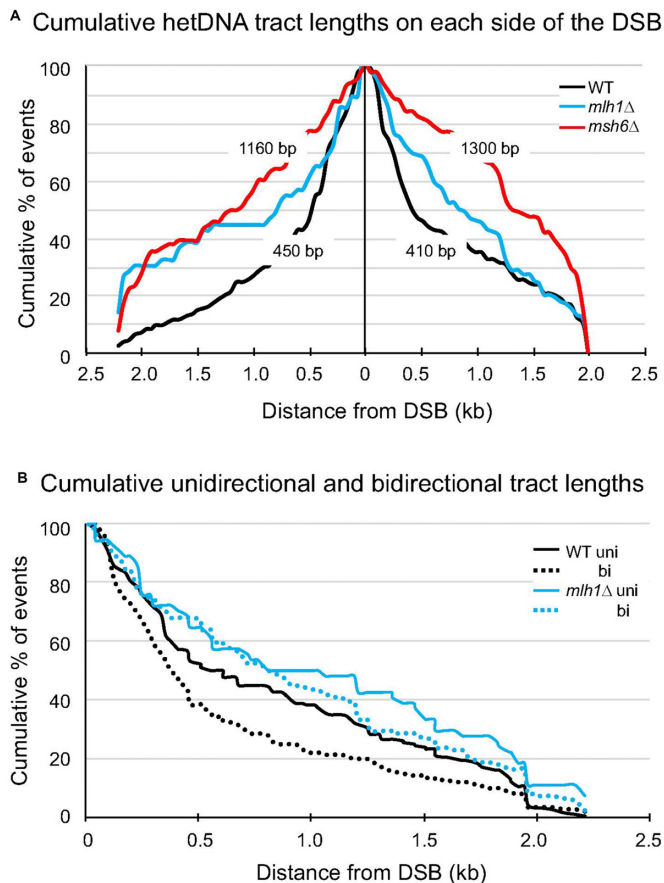 A Cumulative hetDNA tract lengths on each side of the DSB
100
80
60
40
20
0
Cumulative % of events
WT
mlh1Δ
msh6Δ
1160 bp
1300 bp
450 bp
410 bp
2.5 2.0 1.5 1.0 0.5 0 0.5 1.0 1.5 2.0 2.5
Distance from DSB (kb)
B Cumulative unidirectional and bidirectional tract lengths
100
80
60
40
20
0
Cumulative % of events
WT uni
bi
mlh1Δ uni
bi
0 0.5 1.0 1.5 2.0 2.5
Distance from DSB (kb)